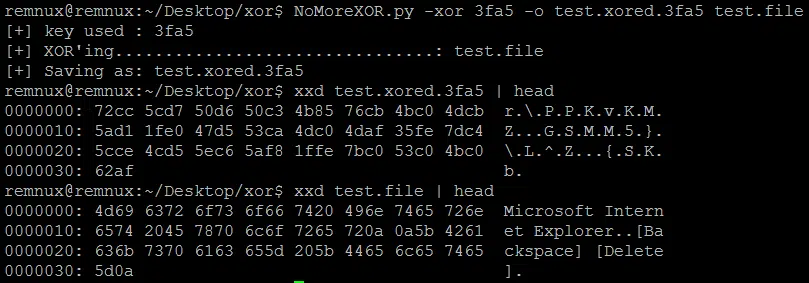 remnux@remnux:~/Desktop/xor$ NoMoreXOR.py -xor 3fa5 -o test.xored.3fa5 test.file
[+] key used : 3fa5
[+] XOR'ing................................: test.file
[+] Saving as: test.xored.3fa5
remnux@remnux:~/Desktop/xor$ xxd test.xored.3fa5 | head
0000000: 72cc 5cd7 50d6 50c3 4b85 76cb 4bc0 4dcb  r.\.P.P.K.v.K.M.
0000010: 5ad1 1fe0 47d5 53ca 4dc0 4daf 35fe 7dc4  Z...G.S.M.M.5.}.
0000020: 5cce 4cd5 5ec6 5af8 1ffe 7bc0 53c0 4bc0  \.L.^.Z...{.S.K.
0000030: 62af                                     b.
remnux@remnux:~/Desktop/xor$ xxd test.file | head
0000000: 4d69 6372 6f73 6f66 7420 496e 7465 726e  Microsoft Intern
0000010: 6574 2045 7870 6c6f 7265 720a 0a5b 4261  et Explorer..[Ba
0000020: 636b 7370 6163 655d 205b 4465 6c65 7465  ckspace] [Delete
0000030: 5d0a                                     ].